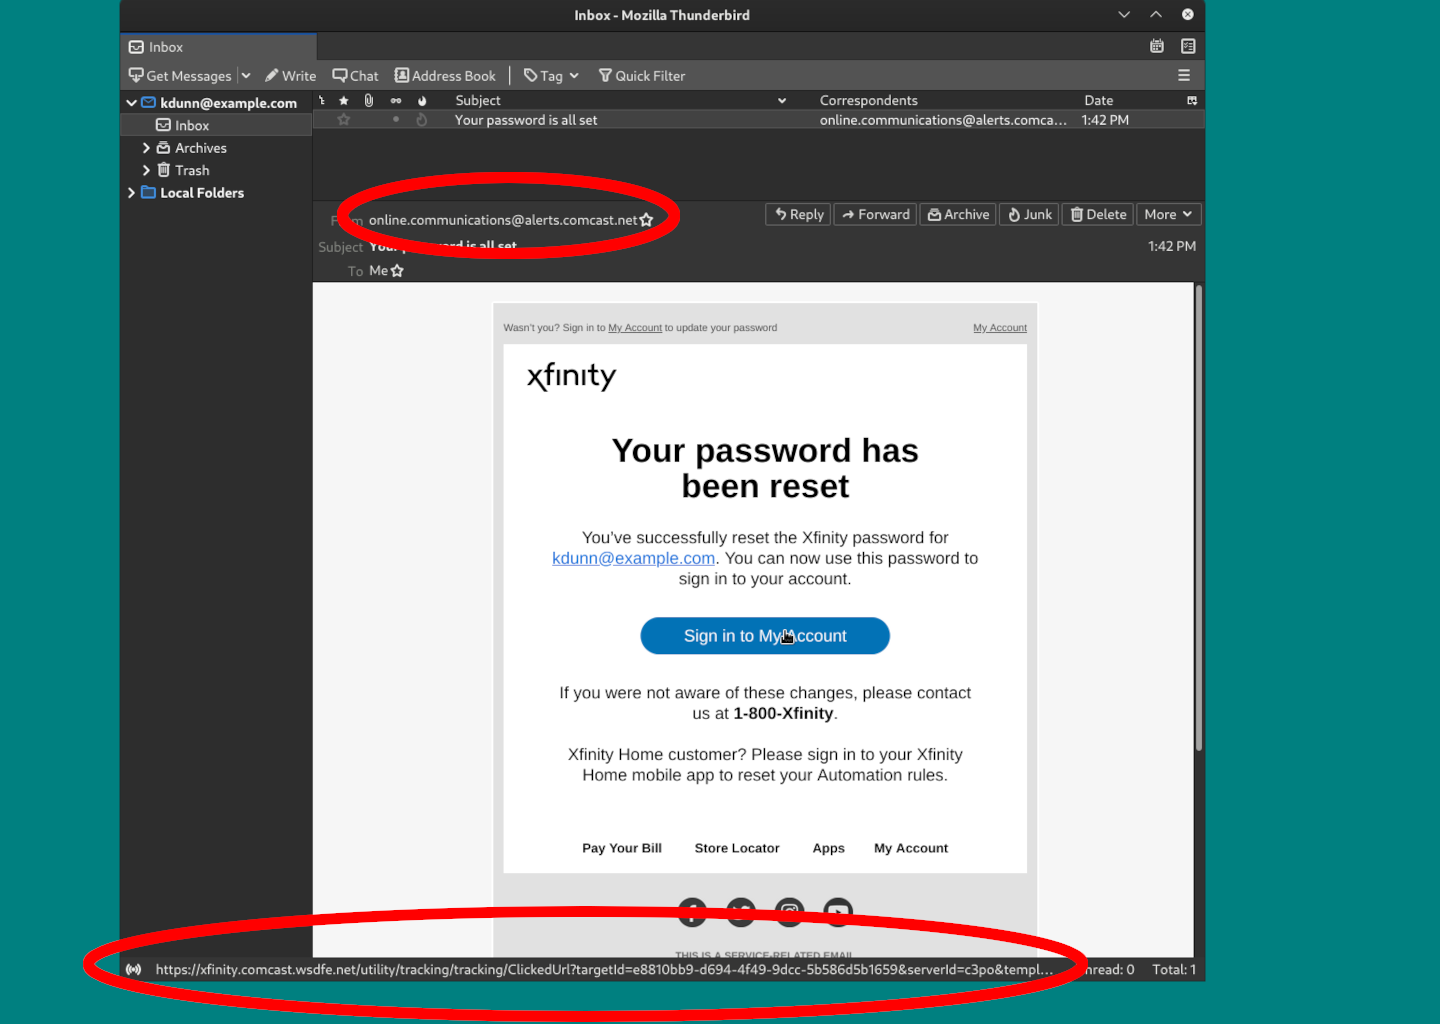 Inbox - Mozilla Thunderbird
Inbox
Get Messages Write Chat Address Book Tag Quick Filter
kdunn@example.com
Inbox
Archives
Trash
Local Folders
Subject Correspondents Date
Your password is all set online.communications@alerts.comca... 1:42 PM
online.communications@alerts.comcast.net
Reply Forward Archive Junk Delete More
Subject is all set 1:42 PM
To Me
Wasn't you? Sign in to My Account to update your password My Account
xfinity
Your password has
been reset
You've successfully reset the Xfinity password for
kdunn@example.com. You can now use this password to
sign in to your account.
Sign in to My Account
If you were not aware of these changes, please contact
us at 1-800-Xfinity.
Xfinity Home customer? Please sign in to your Xfinity
Home mobile app to reset your Automation rules.
Pay Your Bill Store Locator Apps My Account
THIS IS A SERVICE-RELATED EMAIL
https://xfinity.comcast.wsdfe.net/utility/tracking/tracking/ClickedUrl?targetId=e8810bb9-d694-4f49-9dcc-5b586d5b1659&serverId=c3po&templ... 0 Total: 1